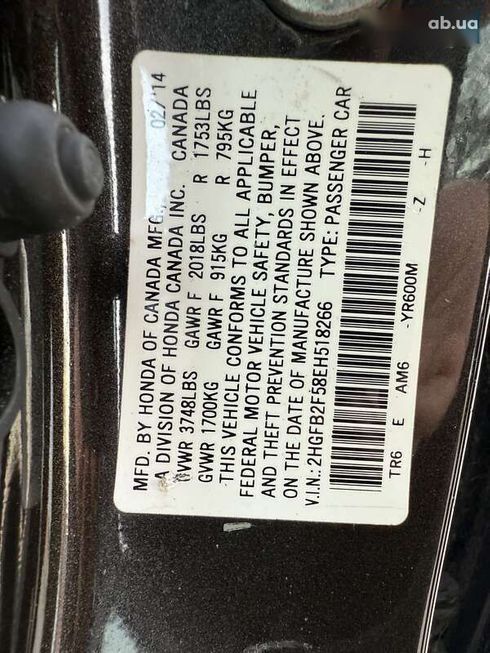 ab.ua
MFD. BY HONDA OF CANADA MFG., 02/14
A DIVISION OF HONDA CANADA INC. CANADA
GVWR 3748LBS GAWR F 2018LBS R 1753LBS
GVWR 1700KG GAWR F 915KG R 795KG
THIS VEHICLE CONFORMS TO ALL APPLICABLE
FEDERAL MOTOR VEHICLE SAFETY, BUMPER,
AND THEFT PREVENTION STANDARDS IN EFFECT
ON THE DATE OF MANUFACTURE SHOWN ABOVE.
V.I.N.:2HGFB2F58EH518266 TYPE: PASSENGER CAR
TR6 E AM6 -YR600M -Z -H